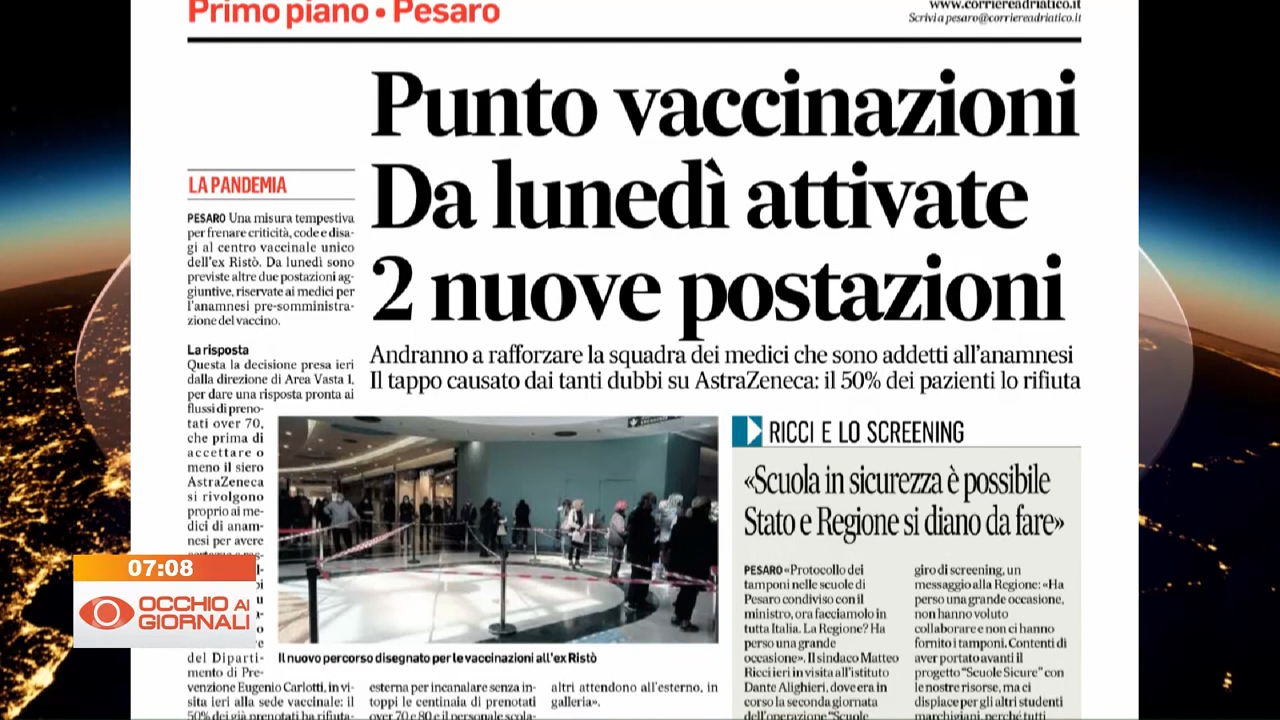 Primo piano • Pesaro
www.corriereadriatico.it
Scrivi a pesaro@corriereadriatico.it
Punto vaccinazioni
Da lunedì attivate
2 nuove postazioni
Andranno a rafforzare la squadra dei medici che sono addetti all'anamnesi
Il tappo causato dai tanti dubbi su AstraZeneca: il 50% dei pazienti lo rifiuta
LA PANDEMIA
PESARO Una misura tempestiva
per frenare criticità, code e disa-
gi al centro vaccinale unico
dell'ex Ristò. Da lunedì sono
previste altre due postazioni ag-
giuntive, riservate ai medici per
l'anamnesi pre-somministra-
zione del vaccino.
La risposta
Questa la decisione presa ieri
dalla direzione di Area Vasta 1,
per dare una risposta pronta ai
flussi di preno-
tati over 70,
che prima di
accettare o
meno il siero
AstraZeneca
si rivolgono
proprio ai me-
dici di anam-
nesi per avere
del Diparti-
mento di Pre-
venzione Eugenio Carlotti, in vi-
sita ieri alla sede vaccinale: il
50% dei già prenotati ha rifiuta-
Il nuovo percorso disegnato per le vaccinazioni all'ex Ristò
esterna per incanalare senza in-
toppi le centinaia di prenotati
over 70 e 80 e il personale scola-
altri attendono all'esterno, in
galleria».
RICCI E LO SCREENING
«Scuola in sicurezza è possibile
Stato e Regione si diano da fare»
PESARO «Protocollo dei
tamponi nelle scuole di
Pesaro condiviso con il
ministro, ora facciamolo in
tutta Italia. La Regione? Ha
perso una grande
occasione». Il sindaco Matteo
Ricci ieri in visita all'istituto
Dante Alighieri, dove era in
corso la seconda giornata
dell'operazione "Scuole
giro di screening, un
messaggio alla Regione: «Ha
perso una grande occasione,
non hanno voluto
collaborare e non ci hanno
fornito i tamponi. Contenti di
aver portato avanti il
progetto "Scuole Sicure" con
le nostre risorse, ma ci
displace per gli altri studenti
marchigiani, perché tutti
07:08
OCCHIO AI
GIORNALI